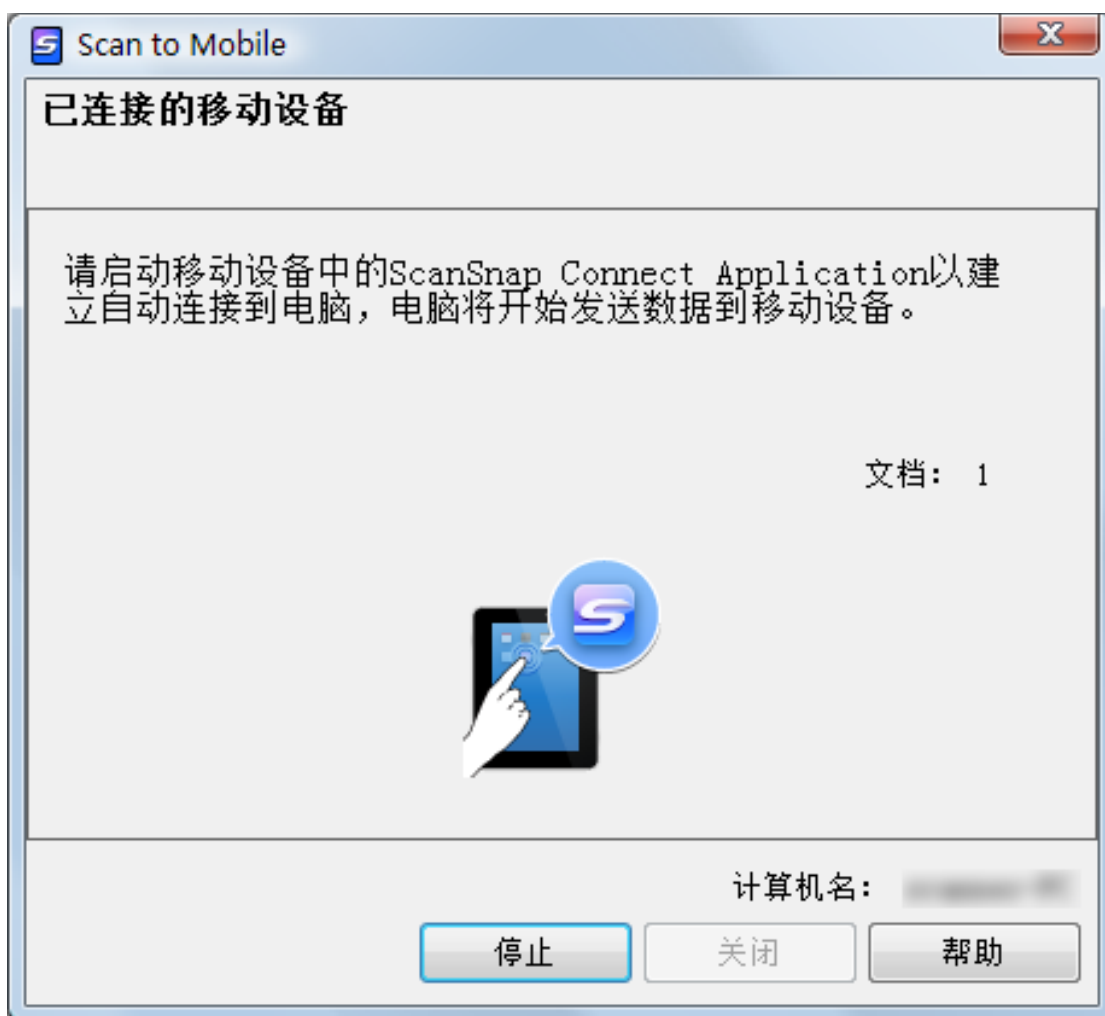 Scan to Mobile
已连接的移动设备
请启动移动设备中的ScanSnap Connect Application以建
立自动连接到电脑，电脑将开始发送数据到移动设备。
文档： 1
计算机名：
停止 关闭 帮助